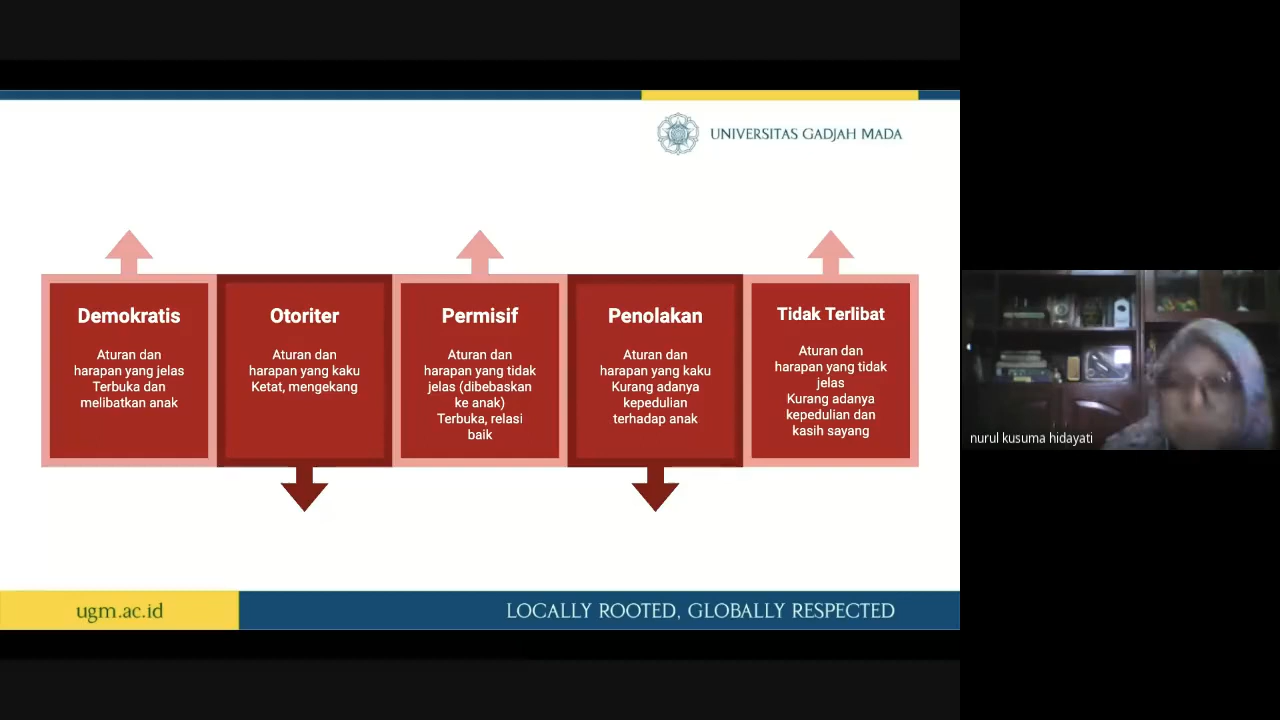 UNIVERSITAS GADJAH MADA
Demokratis
Aturan dan
harapan yang jelas
Terbuka dan
melibatkan anak
Otoriter
Aturan dan
harapan yang kaku
Ketat, mengekang
Permisif
Aturan dan
harapan yang tidak
jelas (dibebaskan
ke anak)
Terbuka, relasi
baik
Penolakan
Aturan dan
harapan yang kaku
Kurang adanya
kepedulian
terhadap anak
Tidak Terlibat
Aturan dan
harapan yang tidak
jelas
Kurang adanya
kepedulian dan
kasih sayang
nurul kusuma hidayati
ugm.ac.id
LOCALLY ROOTED, GLOBALLY RESPECTED